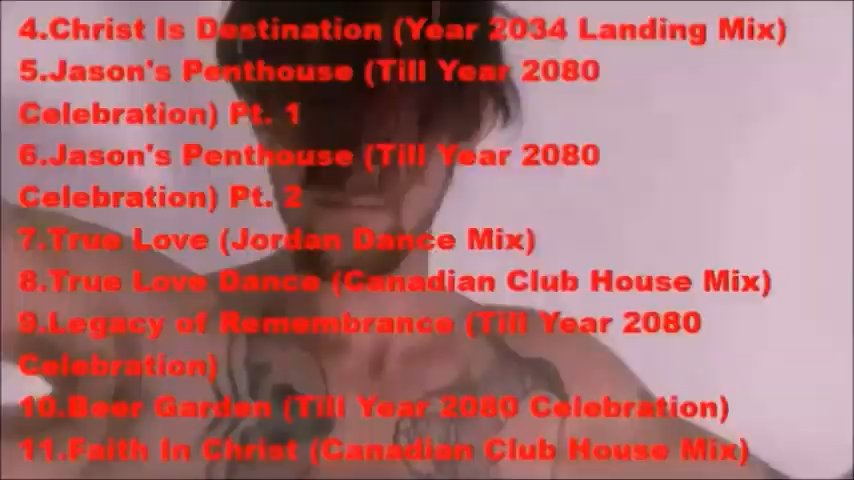 4.Christ Is Destination (Year 2034 Landing Mix)
5.Jason's Penthouse (Till Year 2080
Celebration) Pt. 1
6.Jason's Penthouse (Till Year 2080
Celebration) Pt. 2
7.True Love (Jordan Dance Mix)
8.True Love Dance (Canadian Club House Mix)
9.Legacy of Remembrance (Till Year 2080
Celebration)
10.Beer Garden (Till Year 2080 Celebration)
11.Faith In Christ (Canadian Club House Mix)